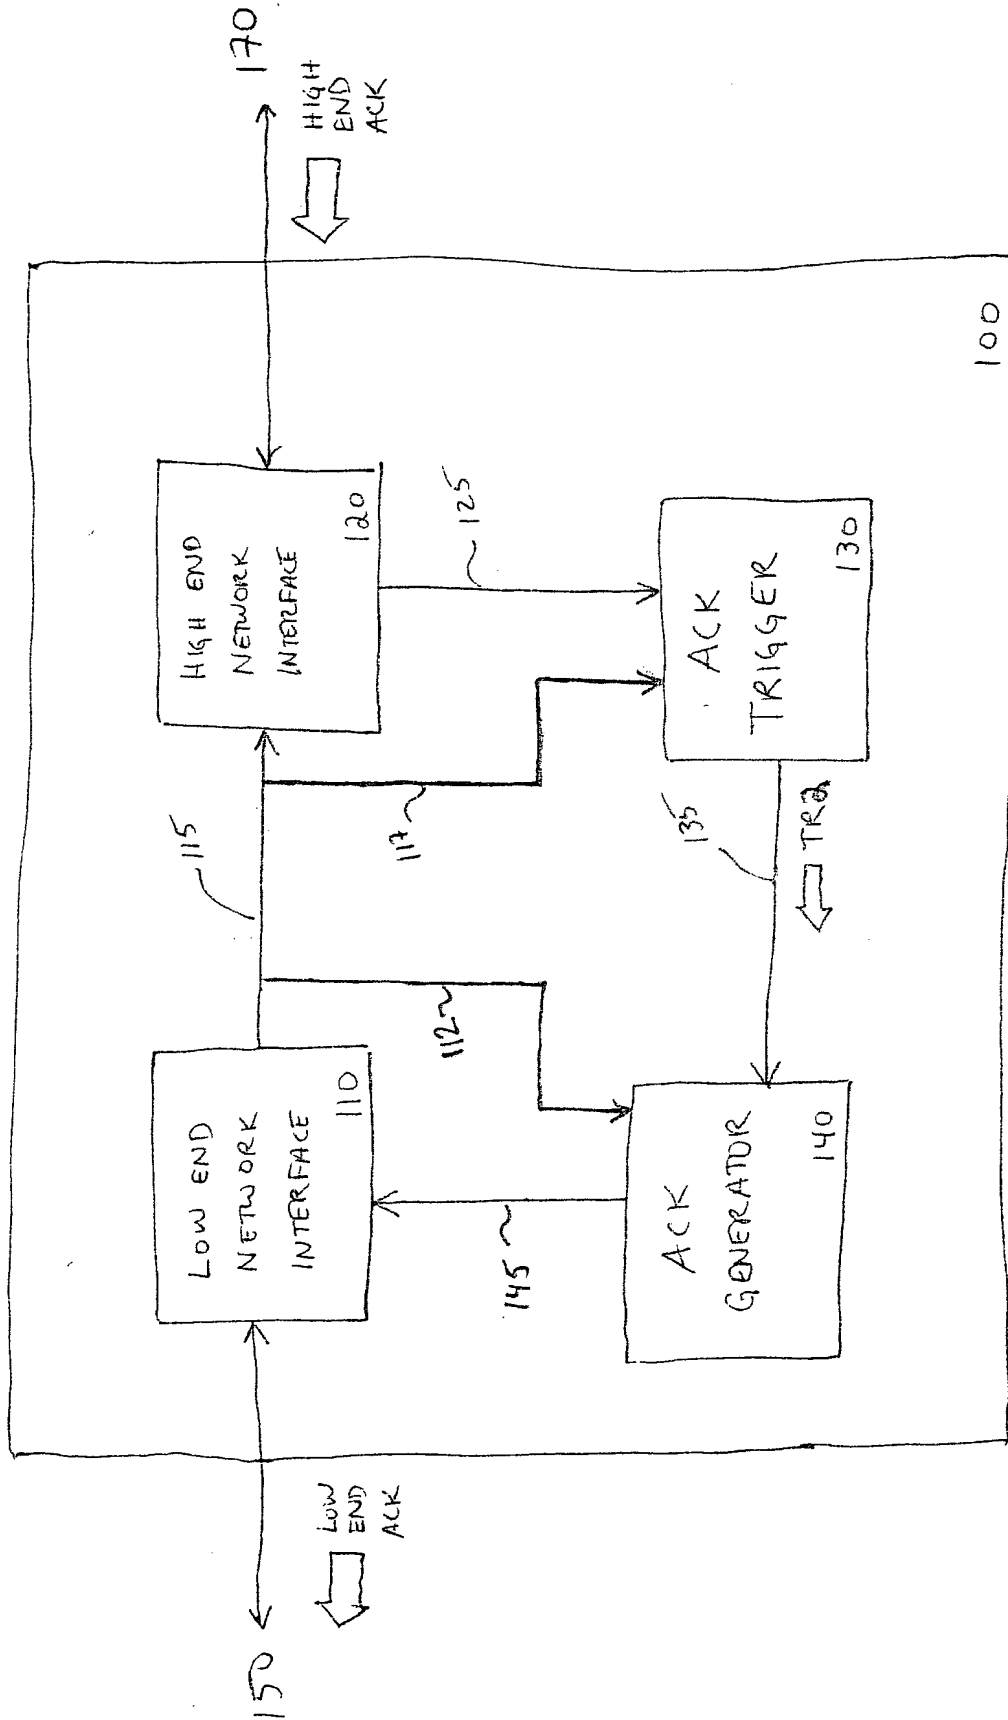 150
LOW
END
ACK
LOW END
NETWORK
INTERFACE
110
115
112
117
145
HIGH END
NETWORK
INTERFACE
120
125
ACK
GENERATOR
140
135
ACK
TRIGGER
130
170
HIGH
END
ACK
100